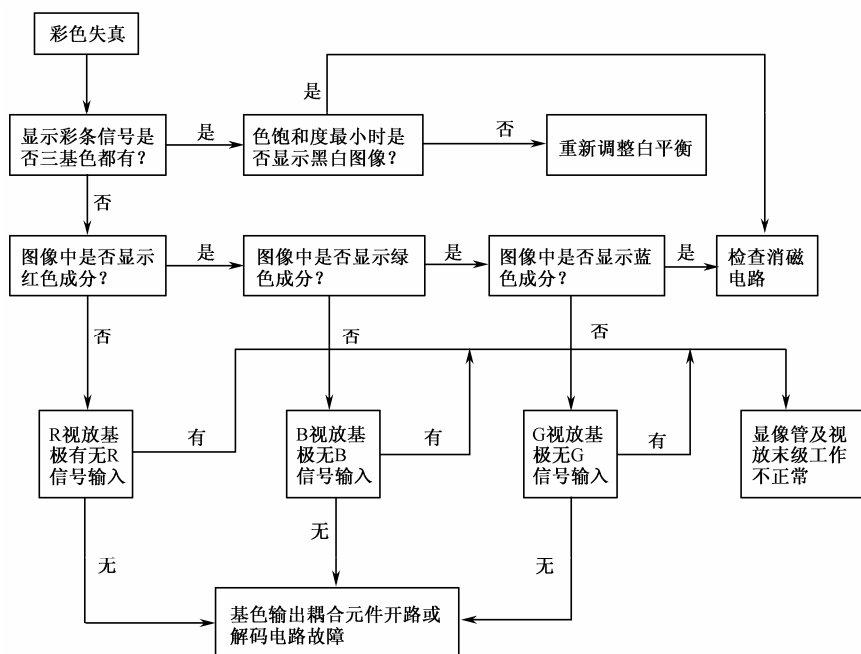 彩色失真
是
显示彩条信号是
否三基色都有？
是
色饱和度最小时是
否显示黑白图像？
否
重新调整白平衡
否
图像中是否显示
红色成分？
是
图像中是否显示绿
色成分？
是
图像中是否显示蓝
色成分？
是
检查消磁
电路
否
否
否
R视放基
极有无R
信号输入
有
B视放基
极无B
信号输入
有
G视放基
极无G
信号输入
有
显像管及视
放末级工作
不正常
无
无
无
基色输出耦合元件开路或
解码电路故障